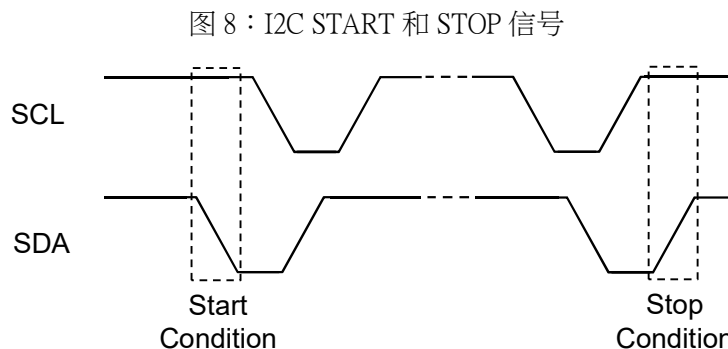 图 8：I2C START 和 STOP 信号
SCL
SDA
Start
Condition
Stop
Condition